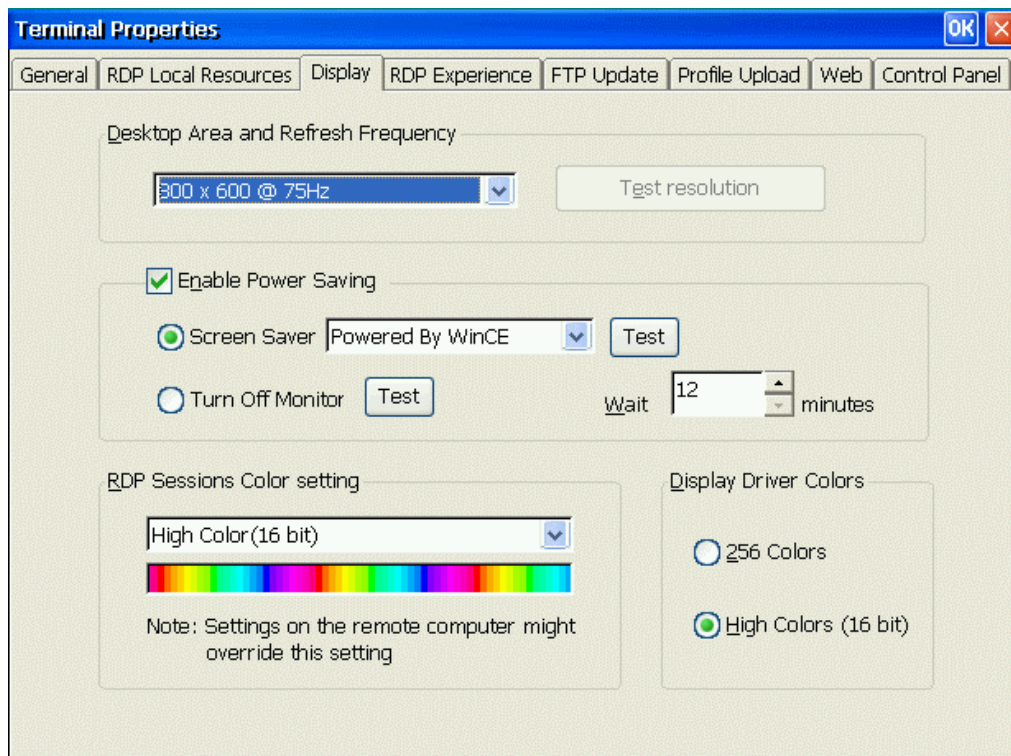 Terminal Properties OK
General RDP Local Resources Display RDP Experience FTP Update Profile Upload Web Control Panel
Desktop Area and Refresh Frequency
800 x 600 @ 75Hz Test resolution
Enable Power Saving
Screen Saver Powered By WinCE Test
Turn Off Monitor Test Wait 12 minutes
RDP Sessions Color setting Display Driver Colors
High Color(16 bit)
256 Colors
Note: Settings on the remote computer might High Colors (16 bit)
override this setting